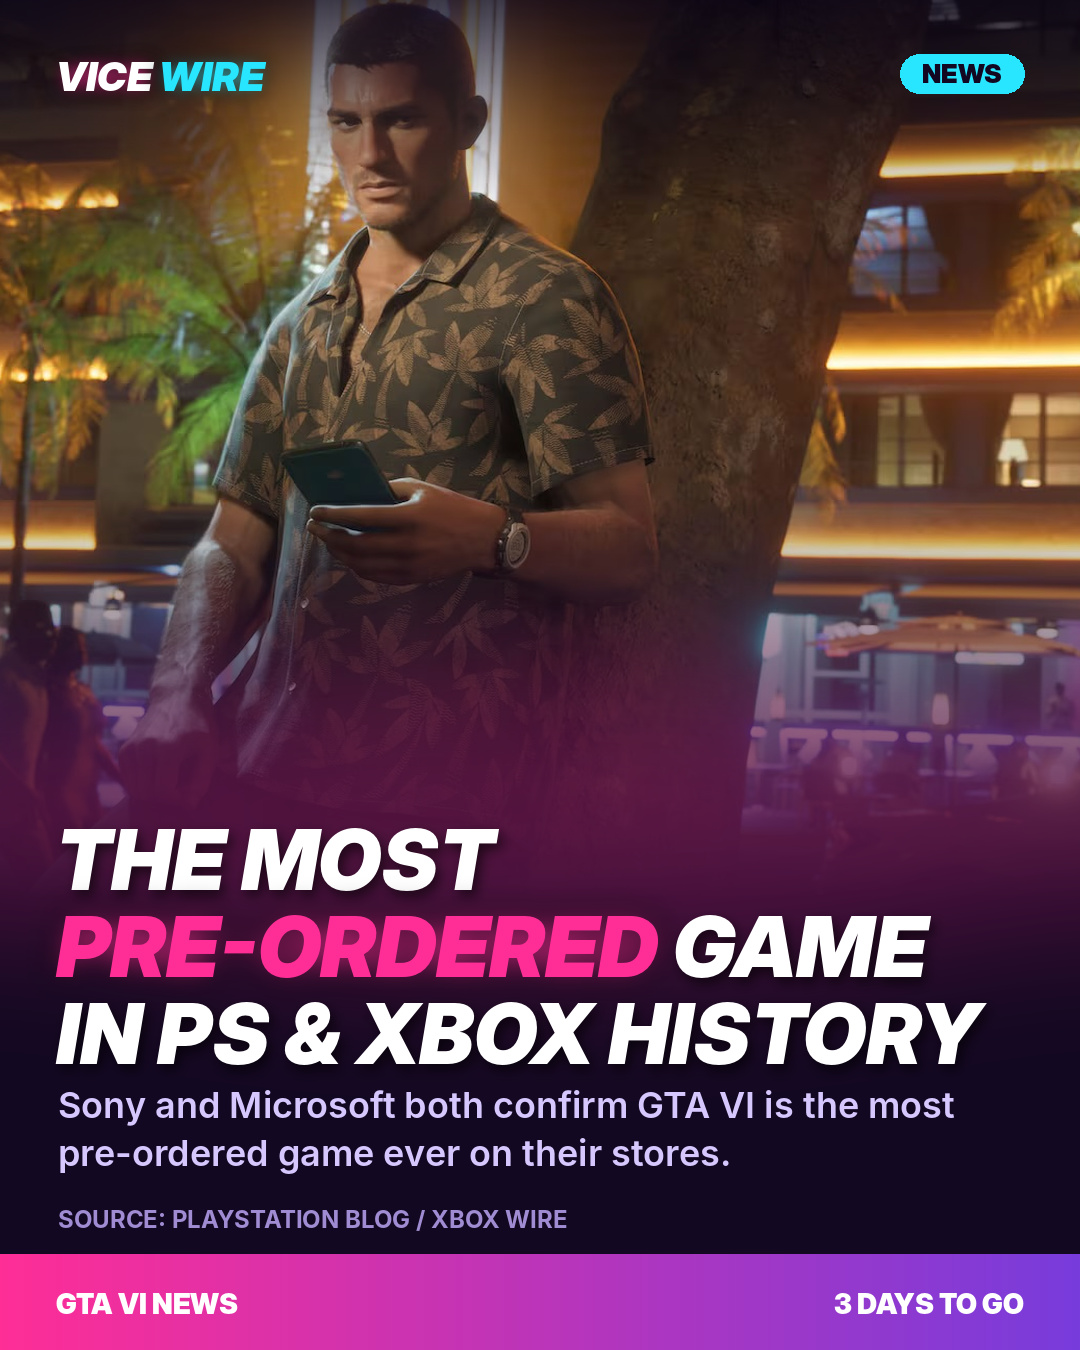 VICE WIRE
NEWS
THE MOST
PRE-ORDERED GAME
IN PS & XBOX HISTORY
Sony and Microsoft both confirm GTA VI is the most
pre-ordered game ever on their stores.
SOURCE: PLAYSTATION BLOG / XBOX WIRE
GTA VI NEWS
3 DAYS TO GO